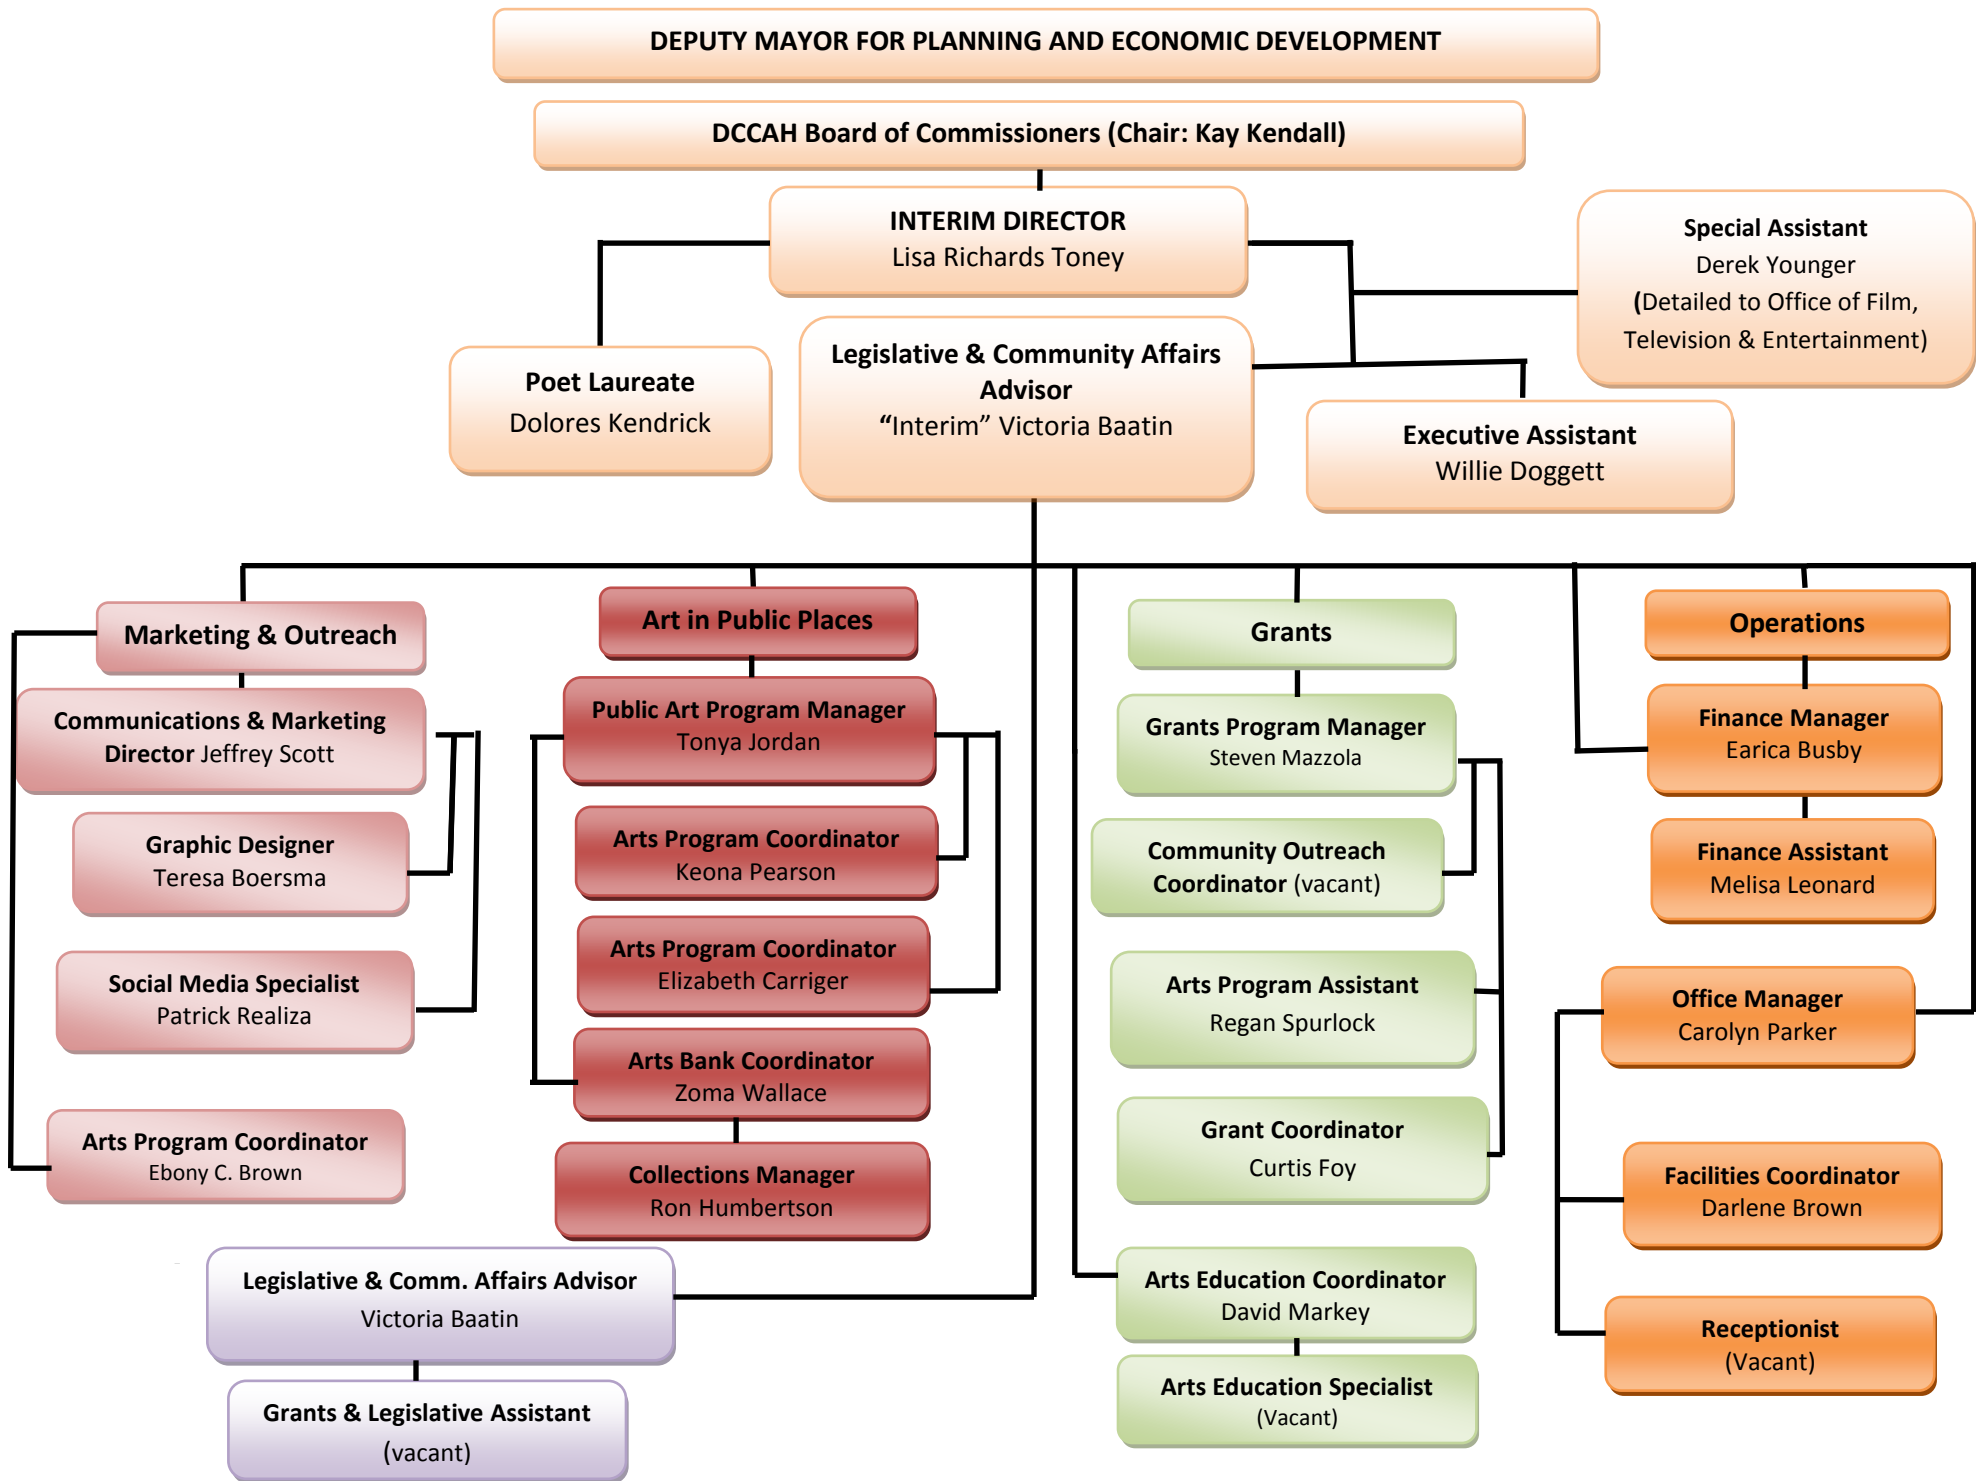 DEPUTY MAYOR FOR PLANNING AND ECONOMIC DEVELOPMENT
DCCAH Board of Commissioners (Chair: Kay Kendall)
INTERIM DIRECTOR
Lisa Richards Toney
Special Assistant
Derek Younger
(Detailed to Office of Film,
Television & Entertainment)
Poet Laureate
Dolores Kendrick
Legislative & Community Affairs
Advisor
“Interim” Victoria Baatin
Executive Assistant
Willie Doggett
Marketing & Outreach
Communications & Marketing
Director Jeffrey Scott
Graphic Designer
Teresa Boersma
Social Media Specialist
Patrick Realiza
Arts Program Coordinator
Ebony C. Brown
Art in Public Places
Public Art Program Manager
Tonya Jordan
Arts Program Coordinator
Keona Pearson
Arts Program Coordinator
Elizabeth Carriger
Arts Bank Coordinator
Zoma Wallace
Collections Manager
Ron Humbertson
Legislative & Comm. Affairs Advisor
Victoria Baatin
Grants & Legislative Assistant
(vacant)
Grants
Grants Program Manager
Steven Mazzola
Community Outreach
Coordinator (vacant)
Arts Program Assistant
Regan Spurlock
Grant Coordinator
Curtis Foy
Arts Education Coordinator
David Markey
Arts Education Specialist
(Vacant)
Operations
Finance Manager
Earica Busby
Finance Assistant
Melisa Leonard
Office Manager
Carolyn Parker
Facilities Coordinator
Darlene Brown
Receptionist
(Vacant)